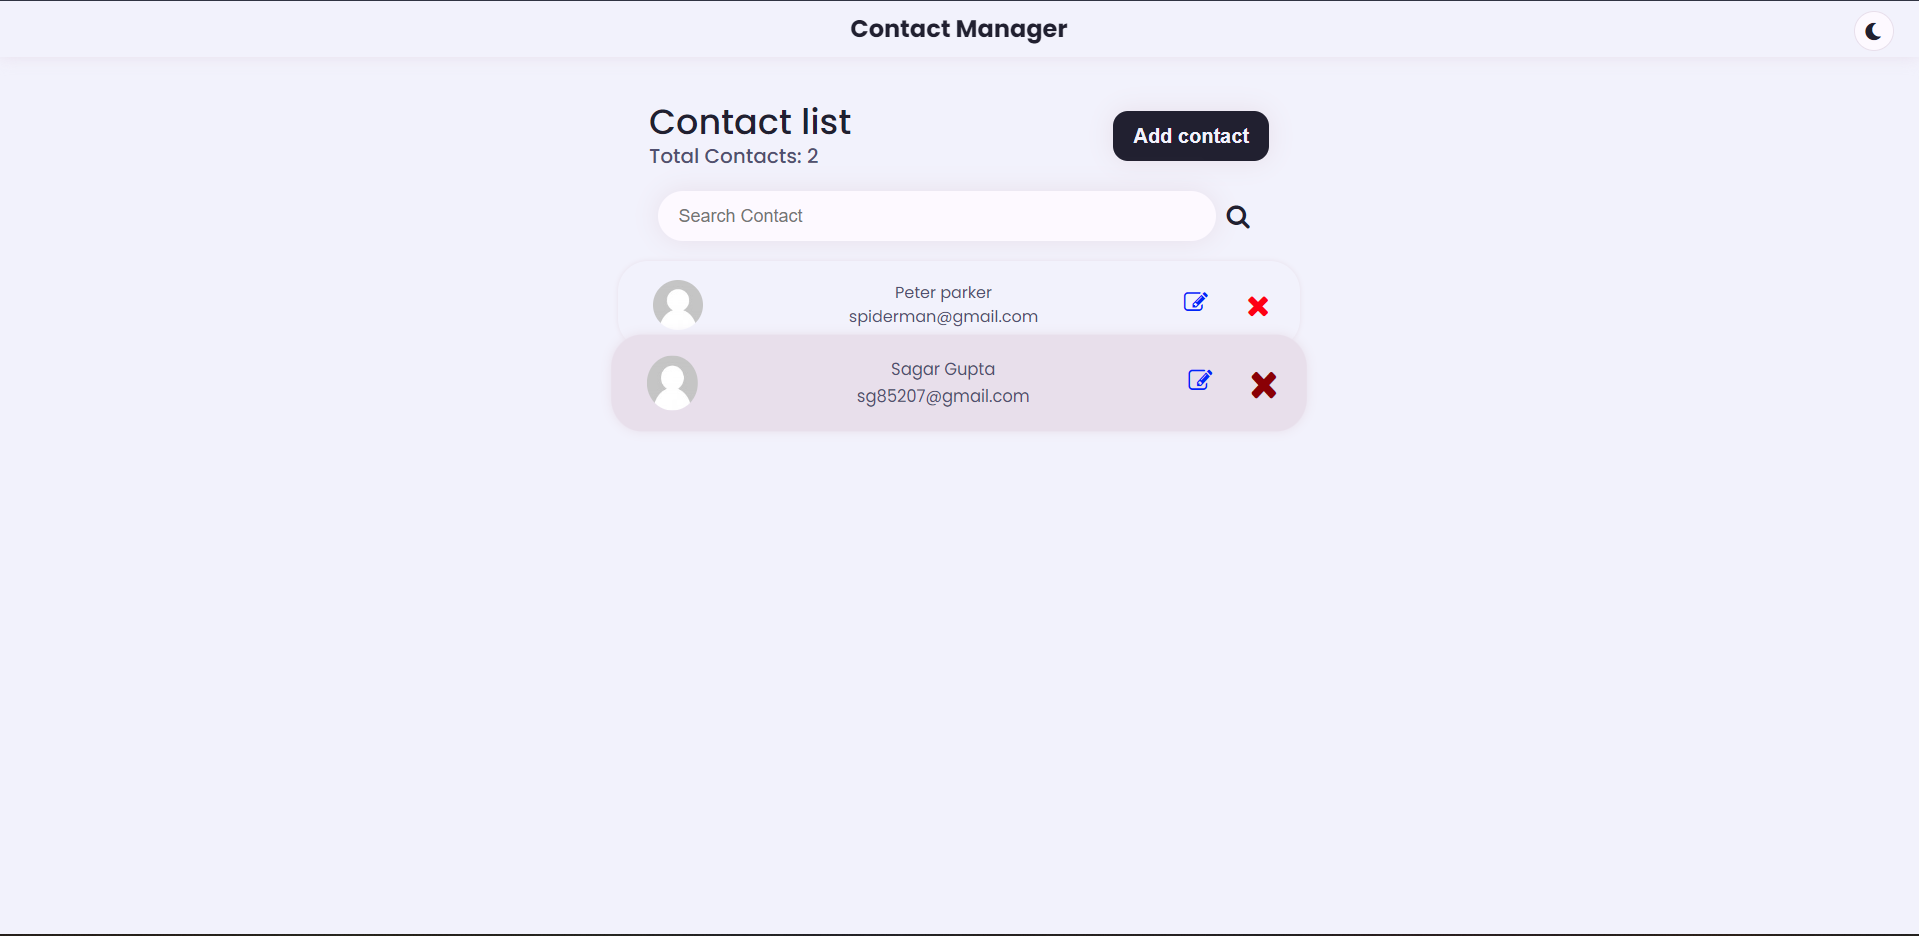 Contact Manager
Contact list
Total Contacts: 2
Add contact
Search Contact
Peter parker
spiderman@gmail.com
Sagar Gupta
sg85207@gmail.com